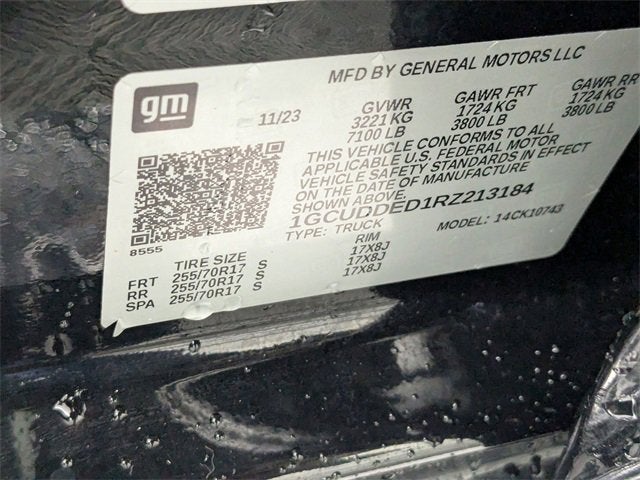 MFD BY GENERAL MOTORS LLC
gm
11/23 GVWR GAWR FRT GAWR RR
3221 KG 1724 KG 1724 KG
7100 LB 3800 LB 3800 LB
THIS VEHICLE CONFORMS TO ALL
APPLICABLE U.S. FEDERAL MOTOR
VEHICLE SAFETY STANDARDS IN EFFECT
ON THE DATE OF MANUFACTURE
1GCUDDED1RZ213184
TYPE: TRUCK MODEL: 14CK10743
8555
TIRE SIZE RIM
FRT 255/70R17 S 17X8J
RR 255/70R17 S 17X8J
SPA 255/70R17 S 17X8J